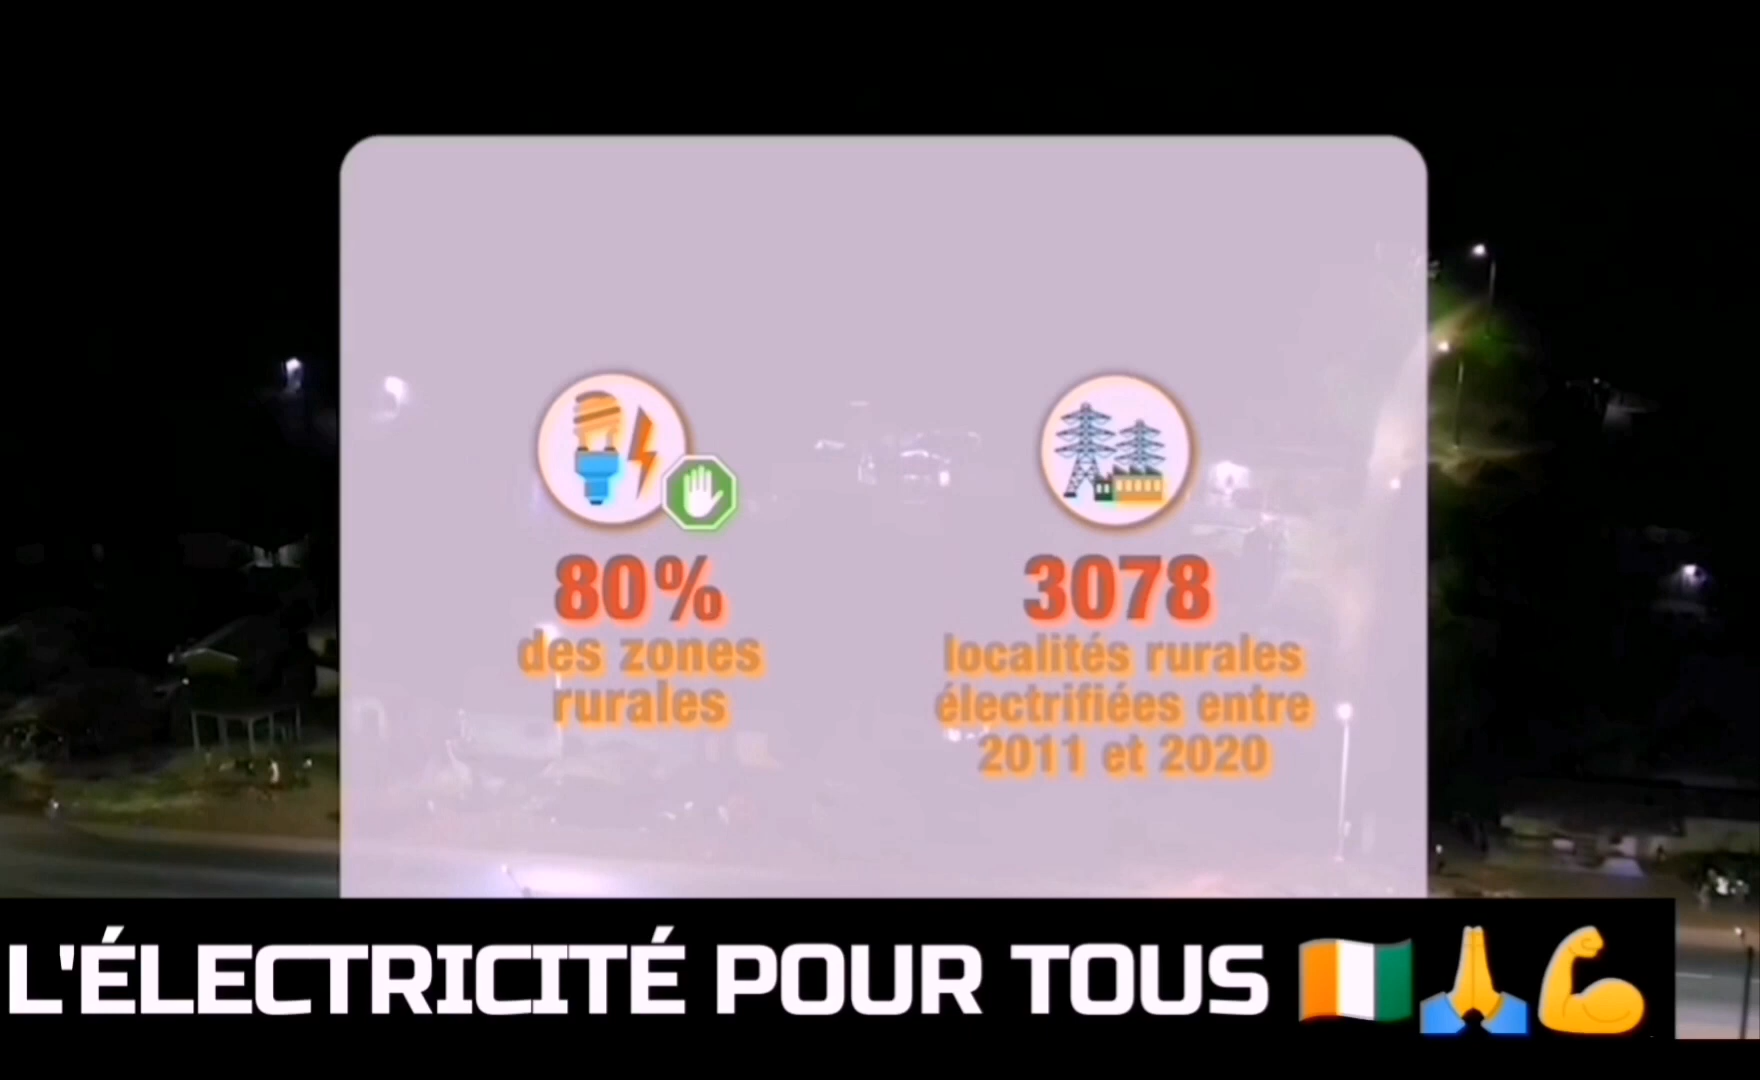 80%
des zones
rurales
3078
localités rurales
électrifiées entre
2011 et 2020
L'ÉLECTRICITÉ POUR TOUS 🇨🇮🙏💪